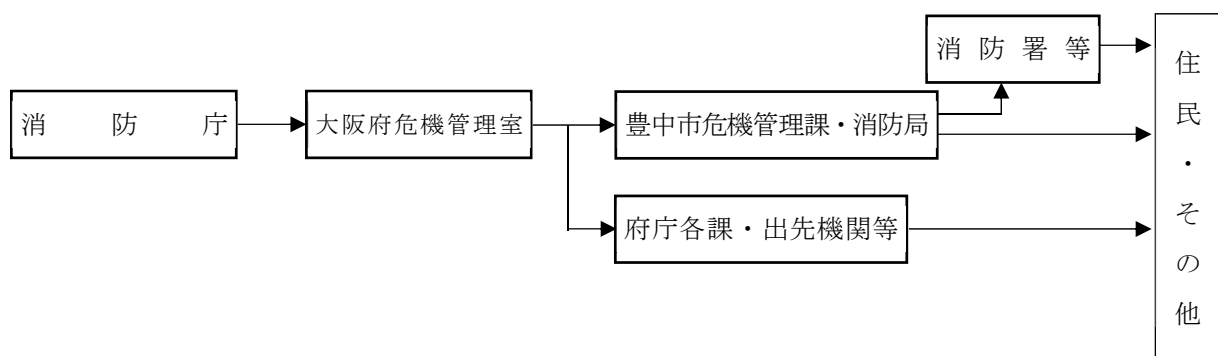 消防庁
大阪府危機管理室
豊中市危機管理課・消防局
消防署等
府庁各課・出先機関等
住民・その他